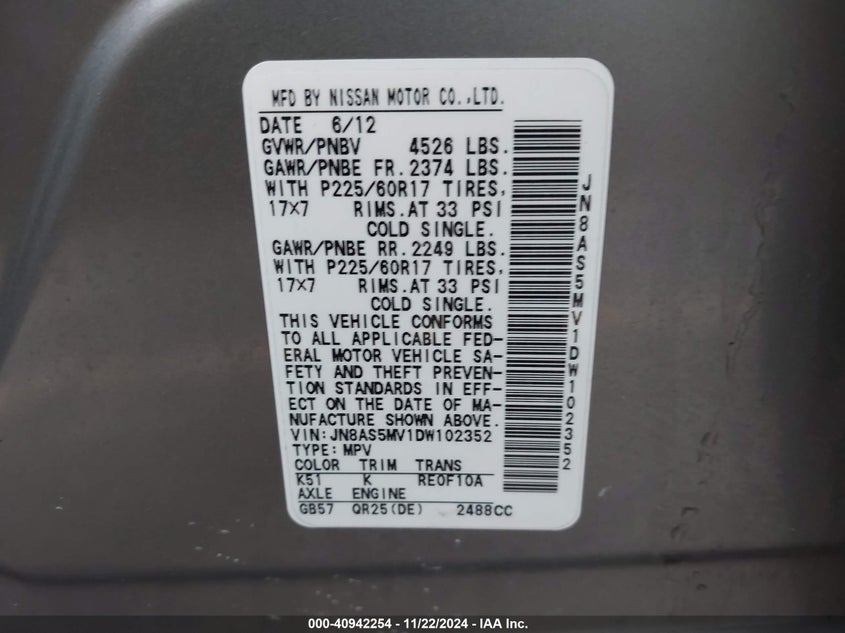 MFD BY NISSAN MOTOR CO.,LTD.
DATE 6/12
GVWR/PNBV 4526 LBS.
GAWR/PNBE FR. 2374 LBS.
WITH P225/60R17 TIRES,
17X7 RIMS. AT 33 PSI
COLD SINGLE.
GAWR/PNBE RR. 2249 LBS.
WITH P225/60R17 TIRES,
17X7 RIMS. AT 33 PSI
COLD SINGLE.
THIS VEHICLE CONFORMS
TO ALL APPLICABLE FED-
ERAL MOTOR VEHICLE SA-
FETY AND THEFT PREVEN-
TION STANDARDS IN EFF-
ECT ON THE DATE OF MA-
NUFACTURE SHOWN ABOVE.
VIN: JN8AS5MV1DW102352
TYPE: MPV
COLOR TRIM TRANS
K51 K RE0F10A
AXLE ENGINE
GB57 QR25(DE) 2488CC
JN8AS5MV1DW102352
000-40942254 - 11/22/2024 - IAA Inc.